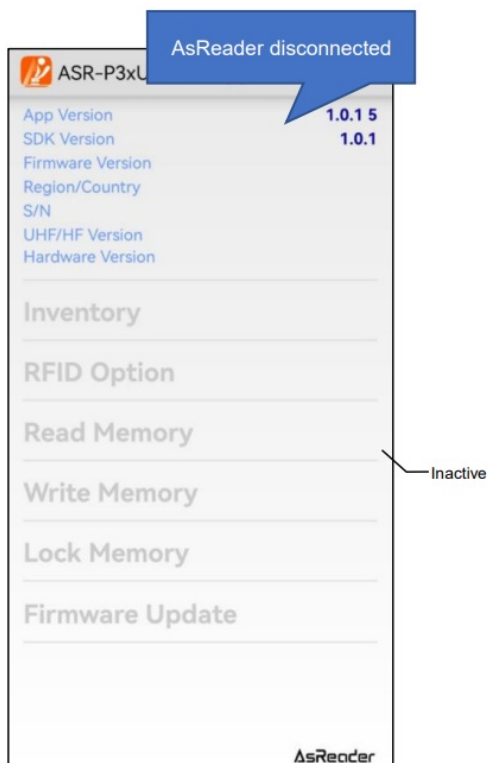 AsReader disconnected
ASR-P3xU
App Version 1.0.1 5
SDK Version 1.0.1
Firmware Version
Region/Country
S/N
UHF/HF Version
Hardware Version
Inventory
RFID Option
Read Memory
Inactive
Write Memory
Lock Memory
Firmware Update
AsReader